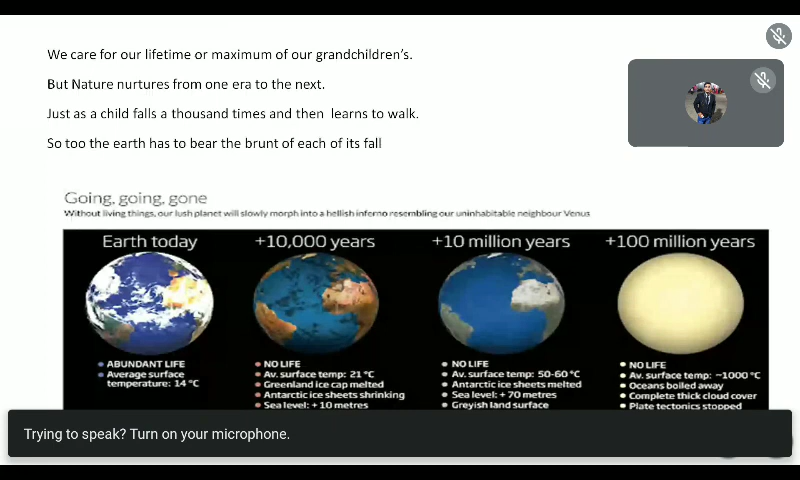 We care for our lifetime or maximum of our grandchildren's.
But Nature nurtures from one era to the next.
Just as a child falls a thousand times and then learns to walk.
So too the earth has to bear the brunt of each of its fall
Going, going, gone
Without living things, our lush planet will slowly morph into a hellish inferno resembling our uninhabitable neighbour Venus
Earth today
ABUNDANT LIFE
Average surface
temperature: 14 °C
+10,000 years
NO LIFE
Av. surface temp: 21 °C
Greenland ice cap melted
Antarctic ice sheets shrinking
Sea level: + 10 metres
+10 million years
NO LIFE
Av. surface temp: 50-60 °C
Antarctic ice sheets melted
Sea level: + 70 metres
Greyish land surface
+100 million years
NO LIFE
Av. surface temp: ~1000 °C
Oceans boiled away
Complete thick cloud cover
Plate tectonics stopped
Trying to speak? Turn on your microphone.